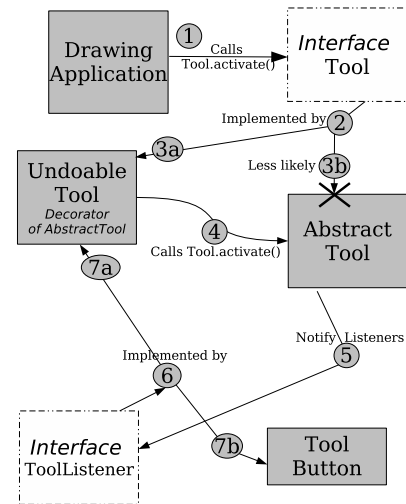 Drawing
Application
1
Calls
Tool.activate()
Interface
Tool
Implemented by
2
3a
Less likely
3b
Undoable
Tool
Decorator
of AbstractTool
4
Calls Tool.activate()
Abstract
Tool
7a
Notify Listeners
5
Implemented by
6
Interface
ToolListener
7b
Tool
Button